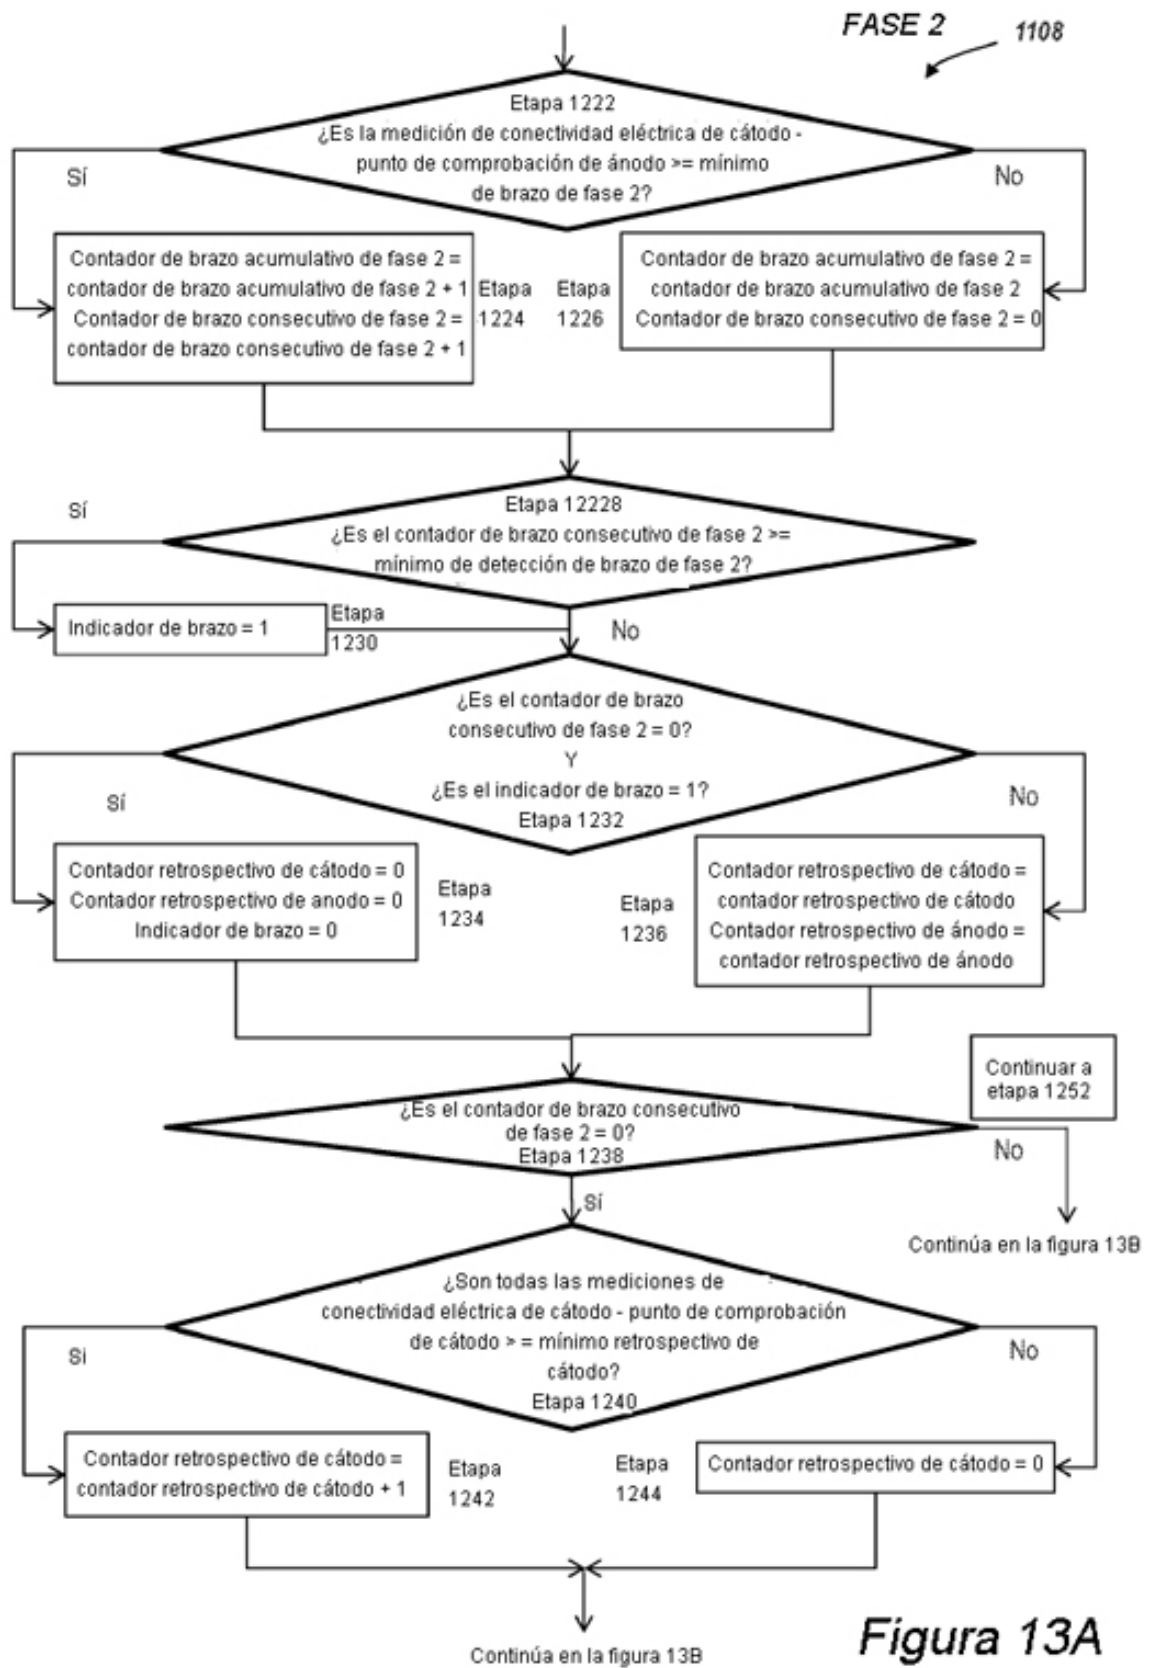 FASE 2
1108
Etapa 1222
¿Es la medición de conectividad eléctrica de cátodo -
punto de comprobación de ánodo >= mínimo
de brazo de fase 2?
Sí
No
Contador de brazo acumulativo de fase 2 =
contador de brazo acumulativo de fase 2 + 1
Contador de brazo consecutivo de fase 2 =
contador de brazo consecutivo de fase 2 + 1
Etapa
1224
Etapa
1226
Contador de brazo acumulativo de fase 2 =
contador de brazo acumulativo de fase 2
Contador de brazo consecutivo de fase 2 = 0
Sí
Etapa 12228
¿Es el contador de brazo consecutivo de fase 2 >=
mínimo de detección de brazo de fase 2?
Indicador de brazo = 1
Etapa
1230
No
¿Es el contador de brazo
consecutivo de fase 2 = 0?
Y
¿Es el indicador de brazo = 1?
Etapa 1232
Sí
No
Contador retrospectivo de cátodo = 0
Contador retrospectivo de anodo = 0
Indicador de brazo = 0
Etapa
1234
Etapa
1236
Contador retrospectivo de cátodo =
contador retrospectivo de cátodo
Contador retrospectivo de ánodo =
contador retrospectivo de ánodo
Continuar a
etapa 1252
¿Es el contador de brazo consecutivo
de fase 2 = 0?
Etapa 1238
No
Sí
Continúa en la figura 13B
¿Son todas las mediciones de
conectividad eléctrica de cátodo - punto de comprobación
de cátodo > = mínimo retrospectivo de
cátodo?
Etapa 1240
Si
No
Contador retrospectivo de cátodo =
contador retrospectivo de cátodo + 1
Etapa
1242
Etapa
1244
Contador retrospectivo de cátodo = 0
Continúa en la figura 13B
Figura 13A